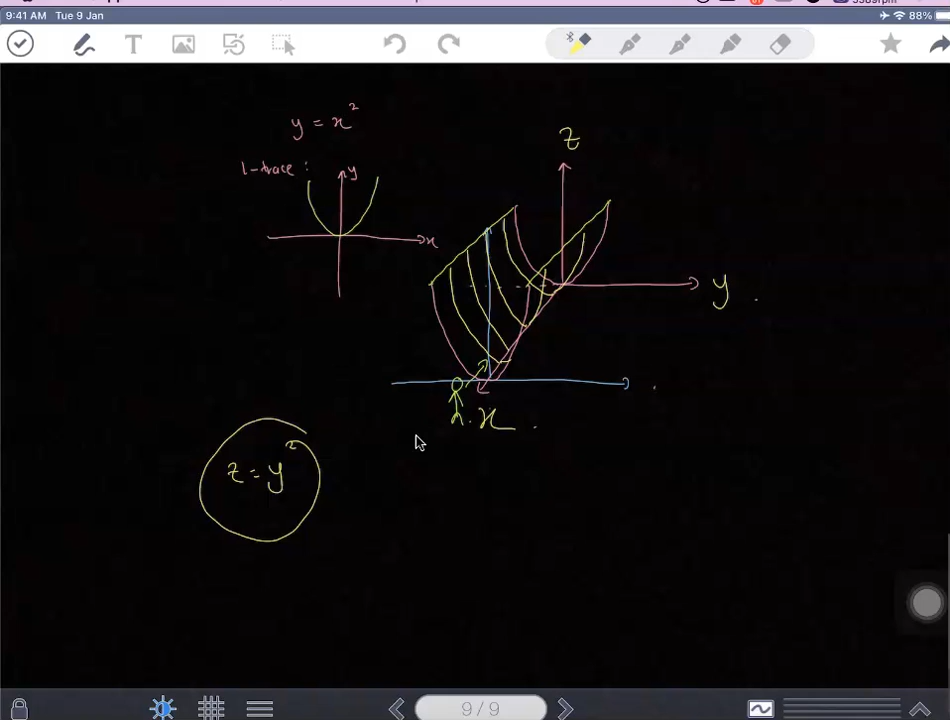 9:41 AM Tue 9 Jan
88%
T
y = x²
1-trace :
y
x
z
y .
x .
z = y²
9 / 9